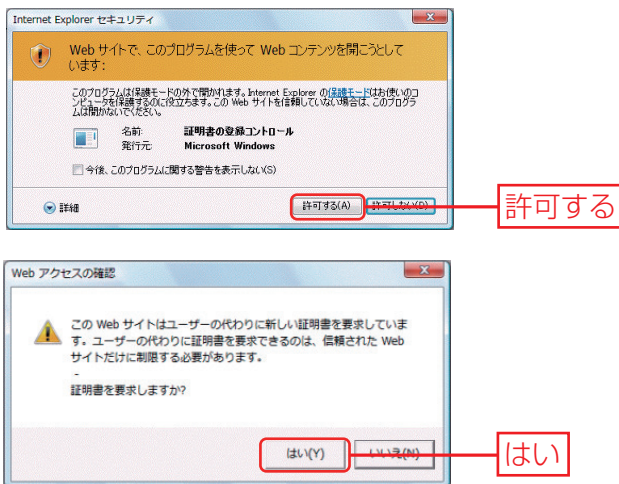 Internet Explorer セキュリティ
Web サイトで、このプログラムを使って Web コンテンツを開こうとして
います:
このプログラムは保護モードの外で開かれます。Internet Explorer の保護モードはお使いのコ
ンピュータを保護するのに役立ちます。この Web サイトを信頼していない場合は、このプログラ
ムは開かないでください。
名前: 証明書の登録コントロール
発行元: Microsoft Windows
今後、このプログラムに関する警告を表示しない(S)
詳細
許可する(A)
許可しない(D)
許可する
Web アクセスの確認
この Web サイトはユーザーの代わりに新しい証明書を要求していま
す。ユーザーの代わりに証明書を要求できるのは、信頼された Web
サイトだけに制限する必要があります。
-
証明書を要求しますか?
はい(Y)
いいえ(N)
はい